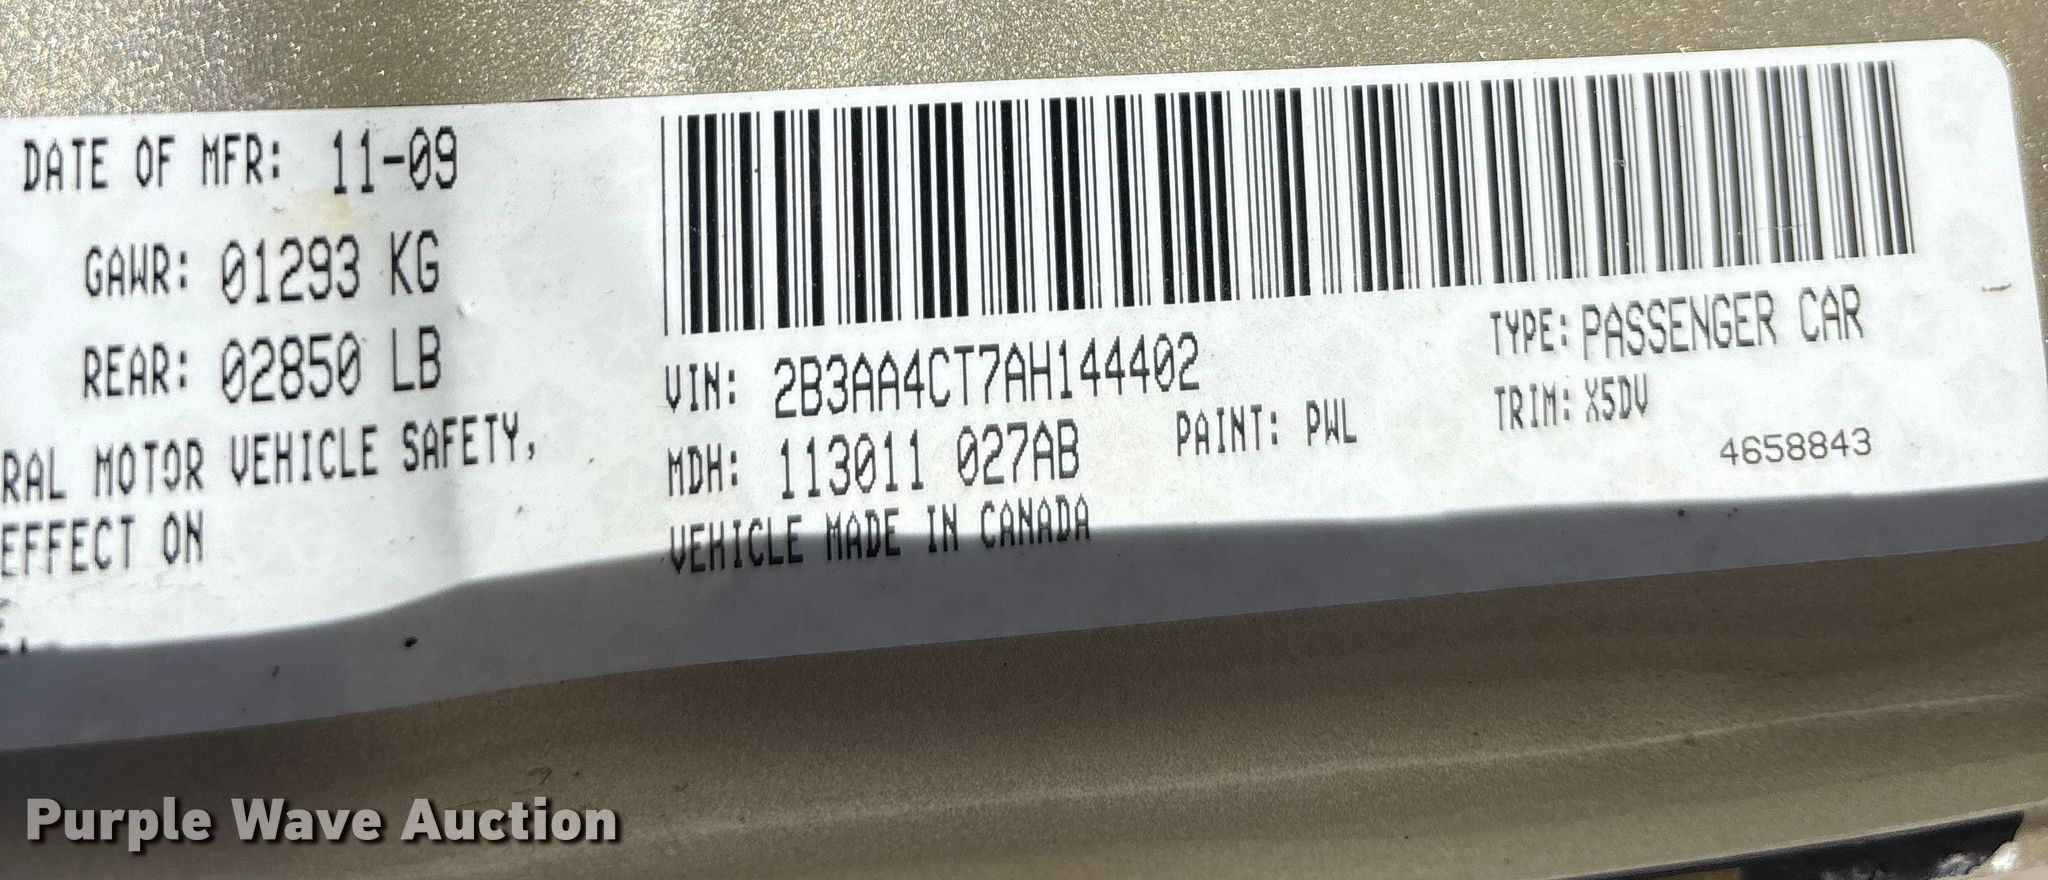 DATE OF MFR: 11-09
GAWR: 01293 KG
REAR: 02850 LB
RAL MOTOR VEHICLE SAFETY,
EFFECT ON
VIN: 2B3AA4CT7AH144402
MDH: 113011 027AB
PAINT: PWL
VEHICLE MADE IN CANADA
TYPE: PASSENGER CAR
TRIM: X5DV
4658843
Purple Wave Auction